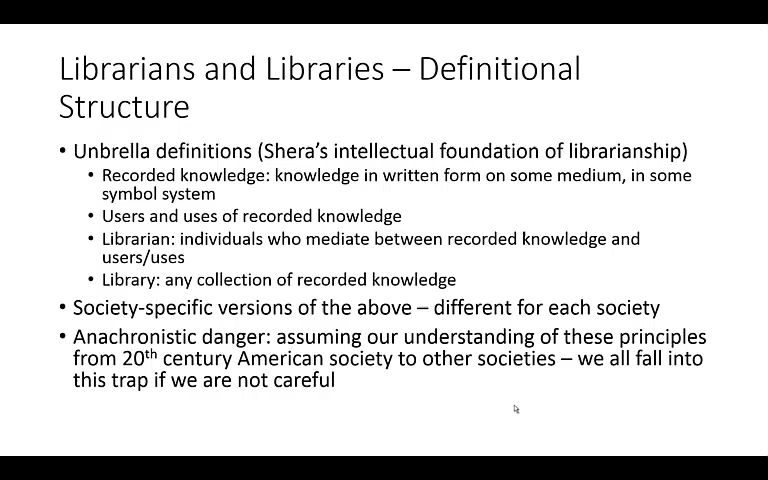 Librarians and Libraries – Definitional
Structure
• Unbrella definitions (Shera's intellectual foundation of librarianship)
• Recorded knowledge: knowledge in written form on some medium, in some
symbol system
• Users and uses of recorded knowledge
• Librarian: individuals who mediate between recorded knowledge and
users/uses
• Library: any collection of recorded knowledge
• Society-specific versions of the above – different for each society
• Anachronistic danger: assuming our understanding of these principles
from 20th century American society to other societies – we all fall into
this trap if we are not careful